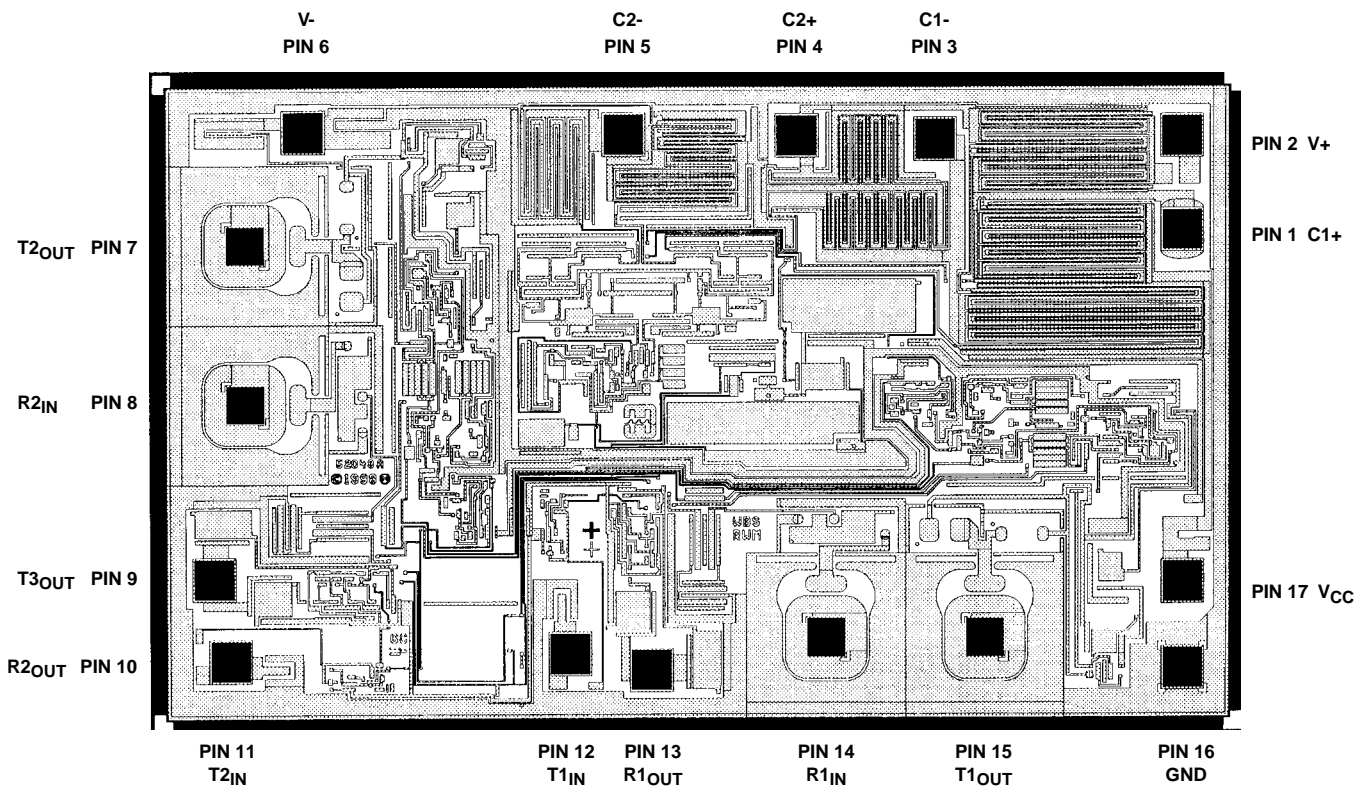 V-
PIN 6
C2-
PIN 5
C2+
PIN 4
C1-
PIN 3
PIN 2 V+
PIN 1 C1+
T2OUT PIN 7
R2IN PIN 8
T3OUT PIN 9
R2OUT PIN 10
PIN 17 VCC
WBS
RWM
PIN 11
T2IN
PIN 12
T1IN
PIN 13
R1OUT
PIN 14
R1IN
PIN 15
T1OUT
PIN 16
GND